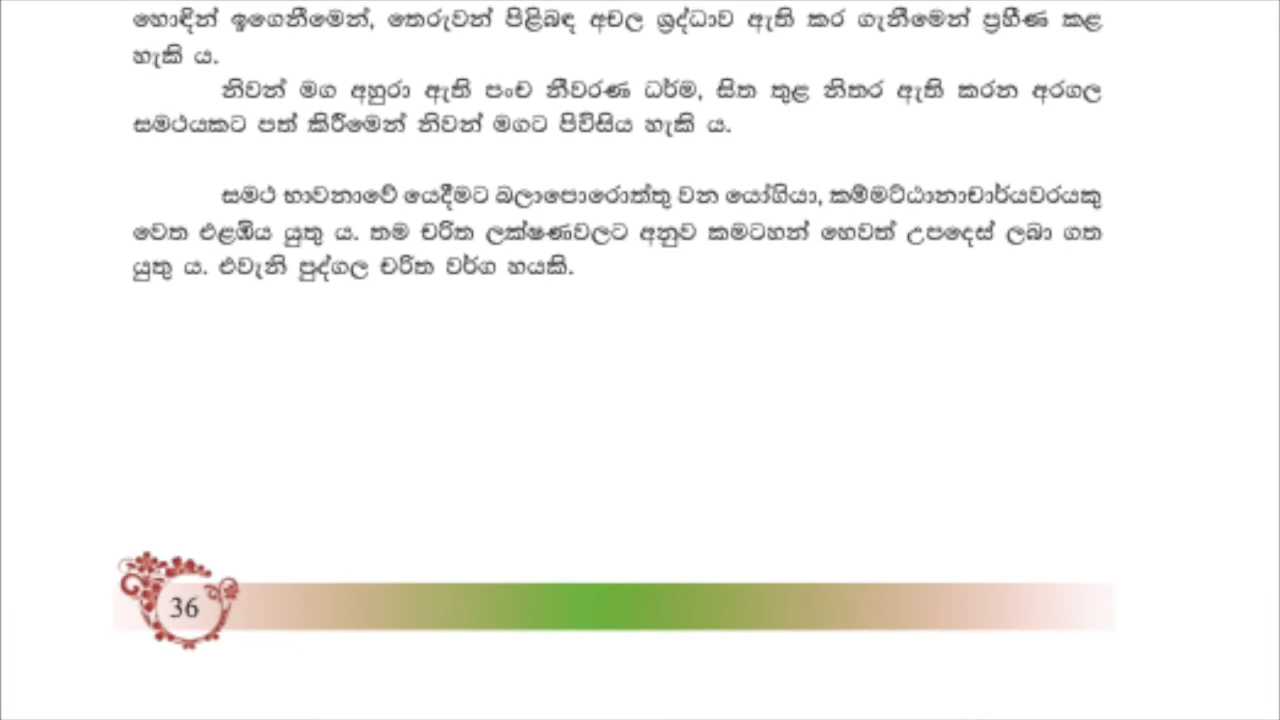 හොඳින් ඉගෙනීමෙන්, තෙරුවන් පිළිබඳ අචල ශ්‍රද්ධාව ඇති කර ගැනීමෙන් ප්‍රහීණ කළ
හැකි ය.
නිවන් මග අහුරා ඇති පංච නීවරණ ධර්ම, සිත තුළ නිතර ඇති කරන අරගල
සමථයකට පත් කිරීමෙන් නිවන් මගට පිවිසිය හැකි ය.
සමථ භාවනාවේ යෙදීමට බලාපොරොත්තු වන යෝගියා, කම්මට්ඨානාචාර්යවරයකු
වෙත එළඹිය යුතු ය. තම චරිත ලක්ෂණවලට අනුව කමටහන් හෙවත් උපදෙස් ලබා ගත
යුතු ය. එවැනි පුද්ගල චරිත වර්ග හයකි.
36